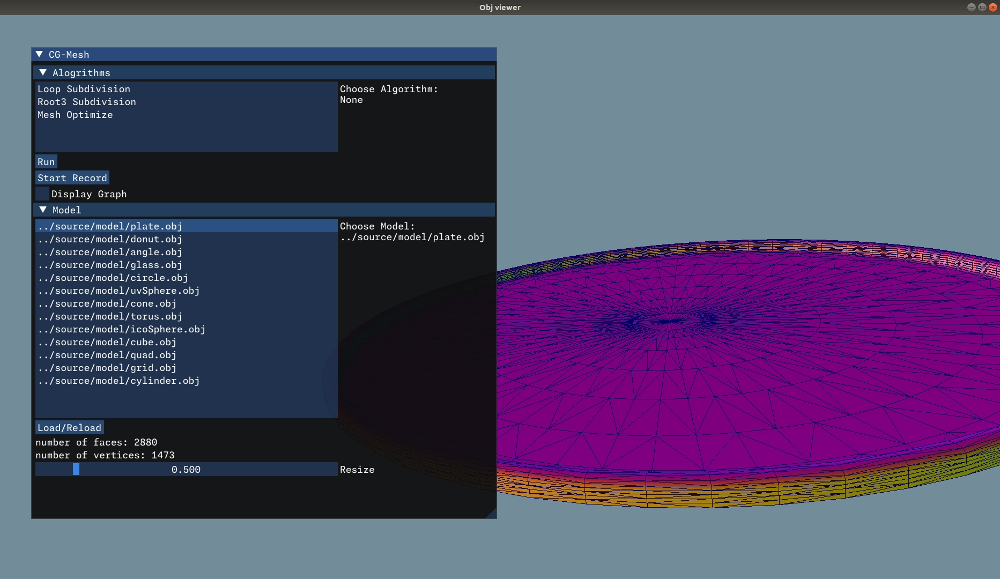 Obj viewer
CG-Mesh
Alogrithms
Loop Subdivision
Root3 Subdivision
Mesh Optimize
Choose Algorithm:
None
Run
Start Record
Display Graph
Model
../source/model/plate.obj
../source/model/donut.obj
../source/model/angle.obj
../source/model/glass.obj
../source/model/circle.obj
../source/model/uvSphere.obj
../source/model/cone.obj
../source/model/torus.obj
../source/model/icoSphere.obj
../source/model/cube.obj
../source/model/quad.obj
../source/model/grid.obj
../source/model/cylinder.obj
Choose Model:
../source/model/plate.obj
Load/Reload
number of faces: 2880
number of vertices: 1473
0.500 Resize